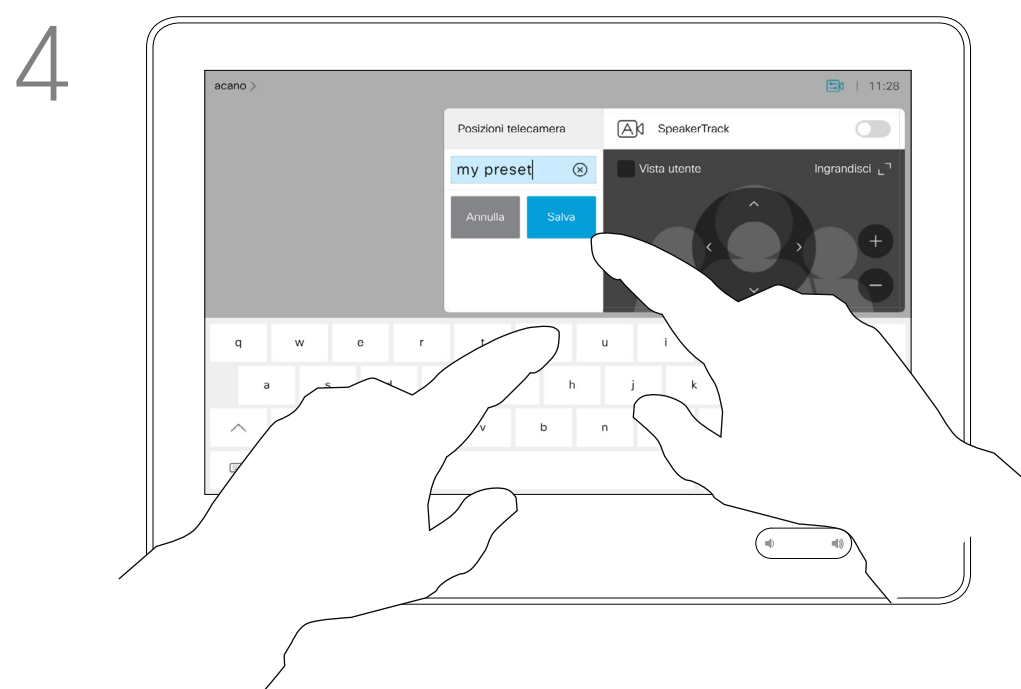 4
acano
11:28
Posizioni telecamera
SpeakerTrack
my preset
Vista utente
Ingrandisci
Annulla
Salva
q w e r t u i
a s d h j k
v b n